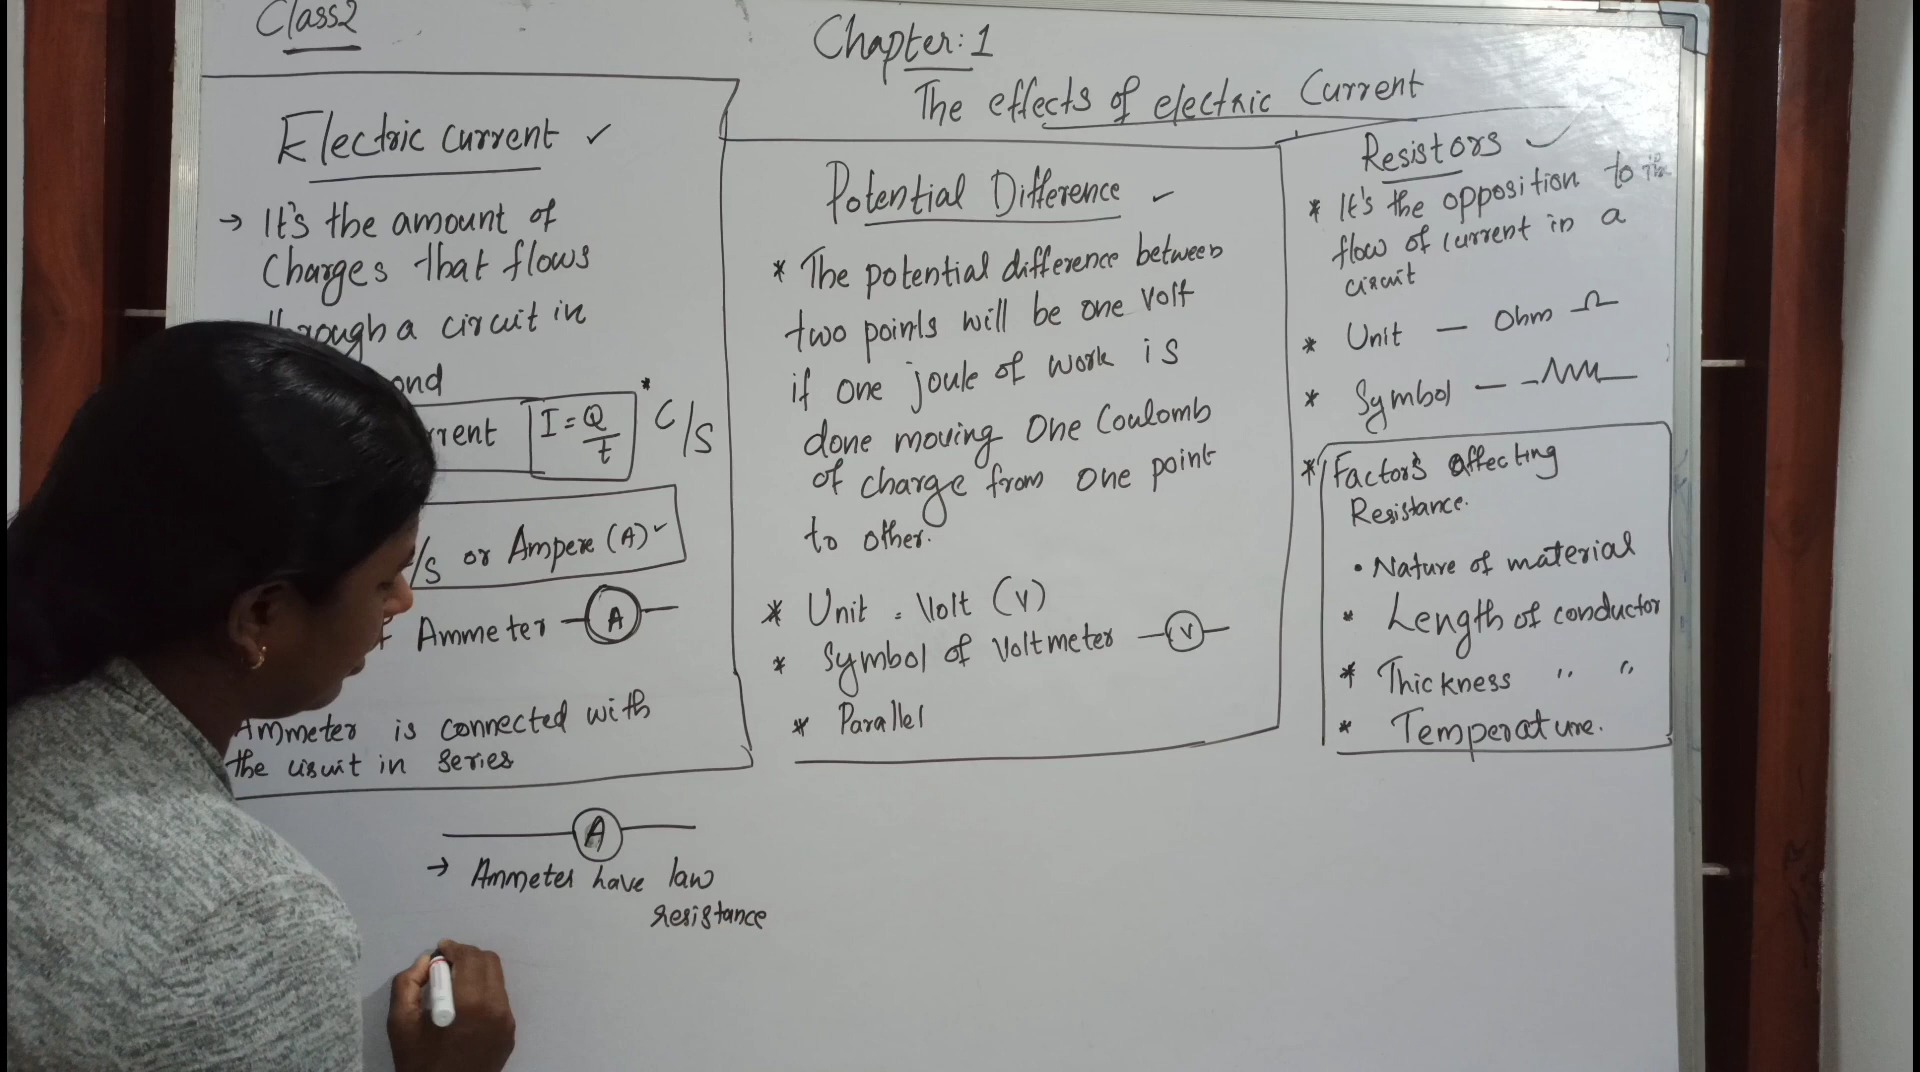 Class2
Chapter: 1
The effects of electric Current
Electric current ✓
→ It's the amount of
Charges that flows
through a circuit in
ond
rrent I = Q/t * C/S
/S or Ampere (A) ✓
Ammeter A
Ammeter is connected with
the circuit in series
A
→ Ammeter have law
resistance
Potential Difference ✓
* The potential difference between
two points will be one volt
if one joule of work is
done moving One Coulomb
of charge from one point
to other.
* Unit = Volt (V)
* Symbol of Voltmeter V
* Parallel
Resistors ✓
* It's the opposition to
flow of current in a
circuit
* Unit — Ohm Ω
* Symbol —
* Factors affecting
Resistance.
• Nature of material
* Length of conductor
* Thickness " "
* Temperature.